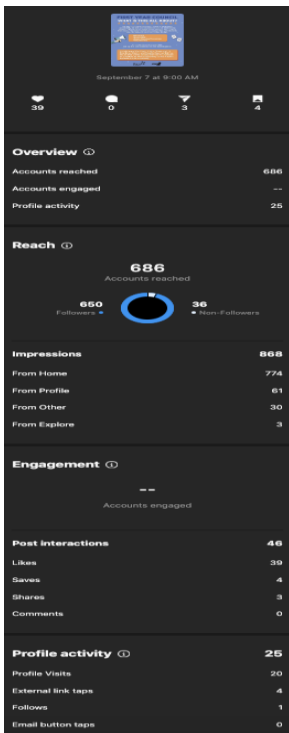 September 7 at 9:00 AM
39 0 3 4
Overview
Accounts reached 686
Accounts engaged --
Profile activity 25
Reach
686
Accounts reached
650 36
Followers Non-Followers
Impressions 868
From Home 774
From Profile 61
From Other 30
From Explore 3
Engagement
--
Accounts engaged
Post interactions 46
Likes 39
Saves 4
Shares 3
Comments 0
Profile activity 25
Profile Visits 20
External link taps 4
Follows 1
Email button taps 0